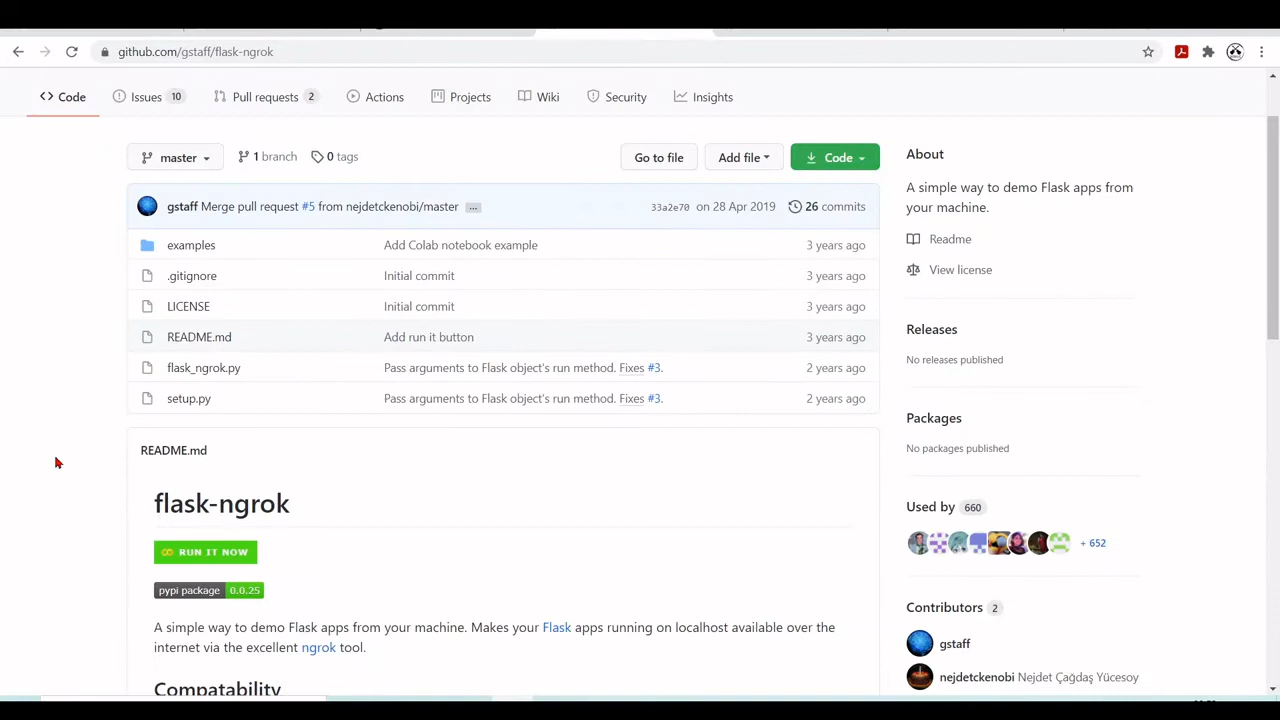 github.com/gstaff/flask-ngrok
Code
Issues 10
Pull requests 2
Actions
Projects
Wiki
Security
Insights
master
1 branch
0 tags
Go to file
Add file
Code
gstaff Merge pull request #5 from nejdetckenobi/master ...
33a2e70 on 28 Apr 2019
26 commits
examples Add Colab notebook example 3 years ago
.gitignore Initial commit 3 years ago
LICENSE Initial commit 3 years ago
README.md Add run it button 3 years ago
flask_ngrok.py Pass arguments to Flask object's run method. Fixes #3. 2 years ago
setup.py Pass arguments to Flask object's run method. Fixes #3. 2 years ago
README.md
flask-ngrok
RUN IT NOW
pypi package 0.0.25
A simple way to demo Flask apps from your machine. Makes your Flask apps running on localhost available over the
internet via the excellent ngrok tool.
Compatability
About
A simple way to demo Flask apps from
your machine.
Readme
View license
Releases
No releases published
Packages
No packages published
Used by 660
+ 652
Contributors 2
gstaff
nejdetckenobi Nejdet Çağdaş Yücesoy